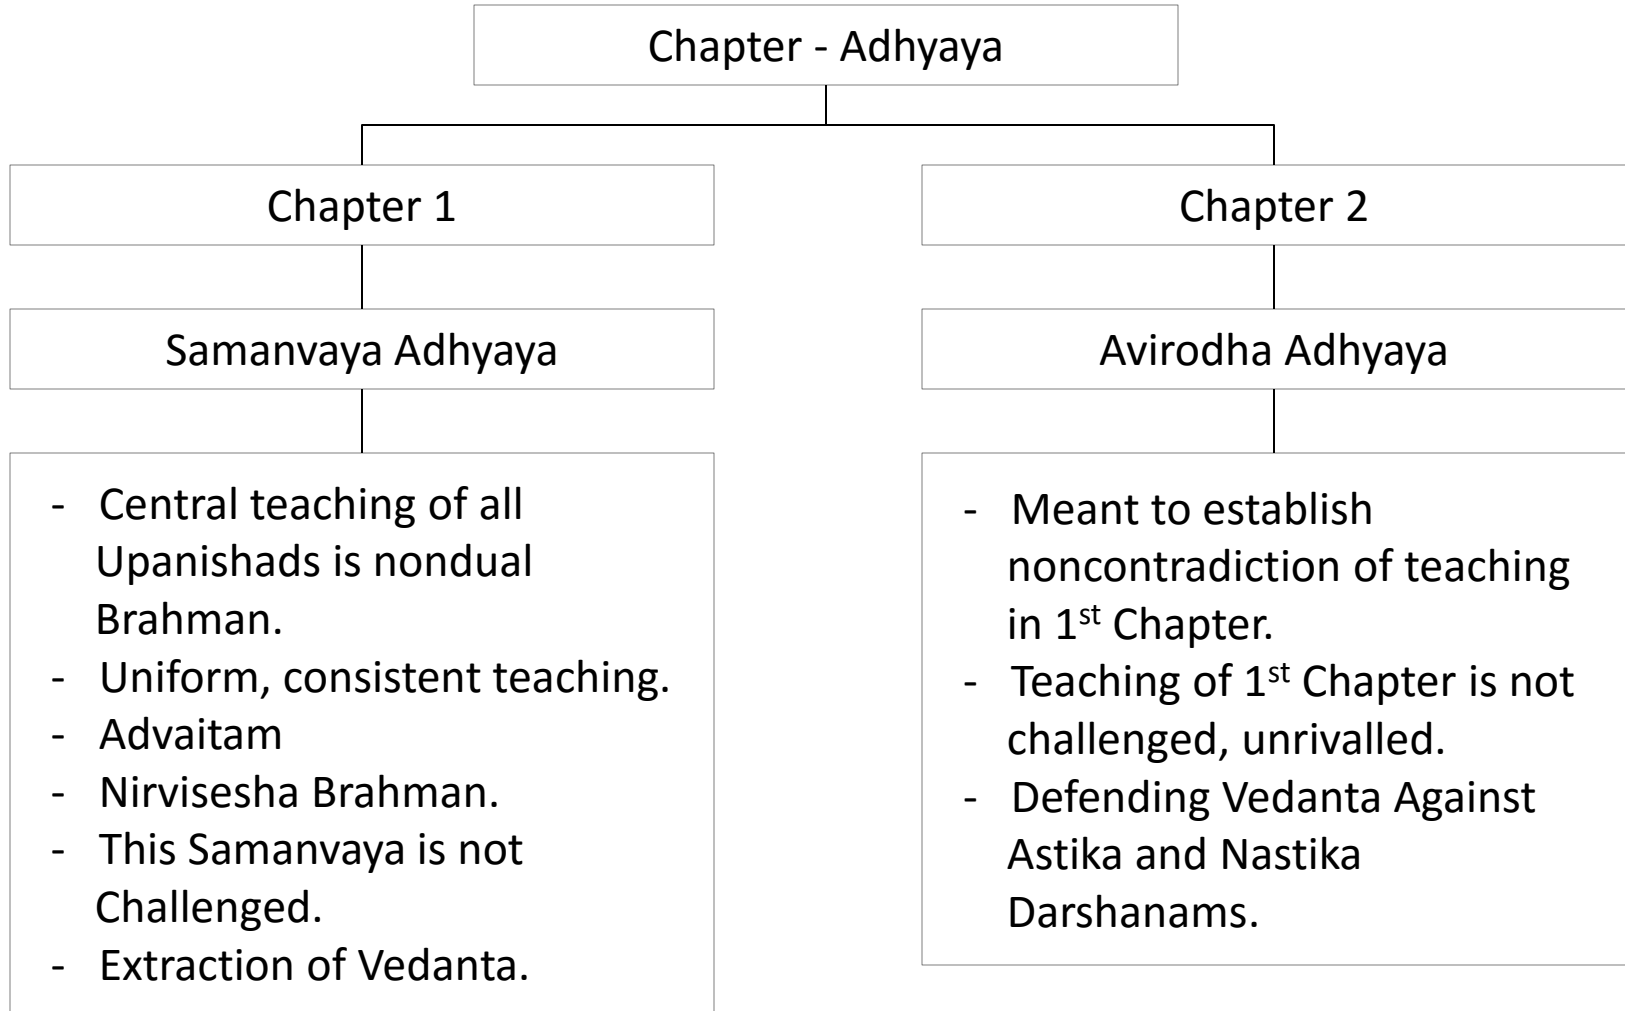 Chapter - Adhyaya
Chapter 1
Samanvaya Adhyaya
- Central teaching of all
Upanishads is nondual
Brahman.
- Uniform, consistent teaching.
- Advaitam
- Nirvisesha Brahman.
- This Samanvaya is not
Challenged.
- Extraction of Vedanta.
Chapter 2
Avirodha Adhyaya
- Meant to establish
noncontradiction of teaching
in 1st Chapter.
- Teaching of 1st Chapter is not
challenged, unrivalled.
- Defending Vedanta Against
Astika and Nastika
Darshanams.